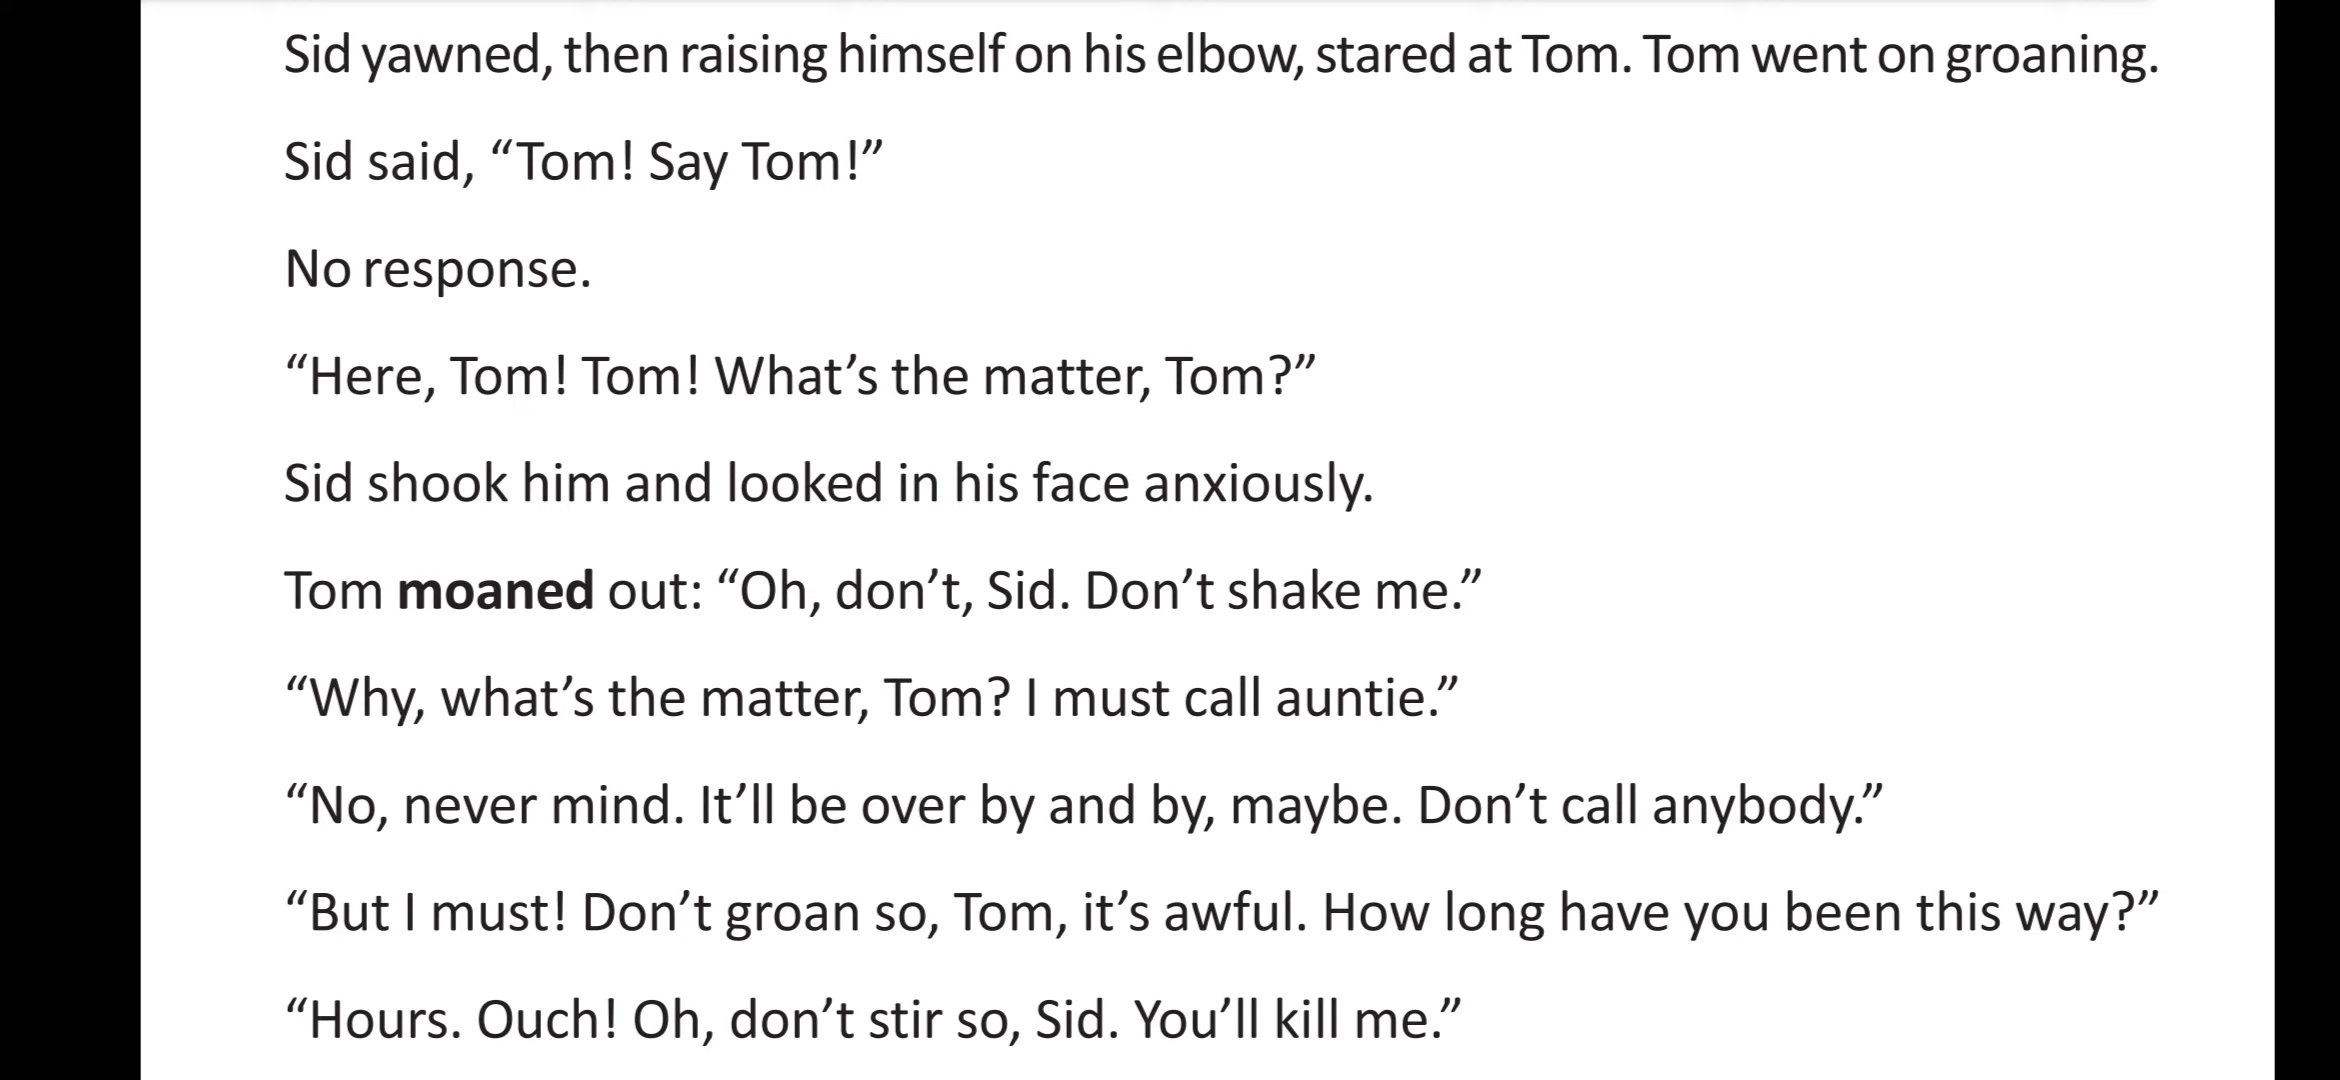 Sid yawned, then raising himself on his elbow, stared at Tom. Tom went on groaning.
Sid said, “Tom! Say Tom!”
No response.
“Here, Tom! Tom! What’s the matter, Tom?”
Sid shook him and looked in his face anxiously.
Tom moaned out: “Oh, don’t, Sid. Don’t shake me.”
“Why, what’s the matter, Tom? I must call auntie.”
“No, never mind. It’ll be over by and by, maybe. Don’t call anybody.”
“But I must! Don’t groan so, Tom, it’s awful. How long have you been this way?”
“Hours. Ouch! Oh, don’t stir so, Sid. You’ll kill me.”